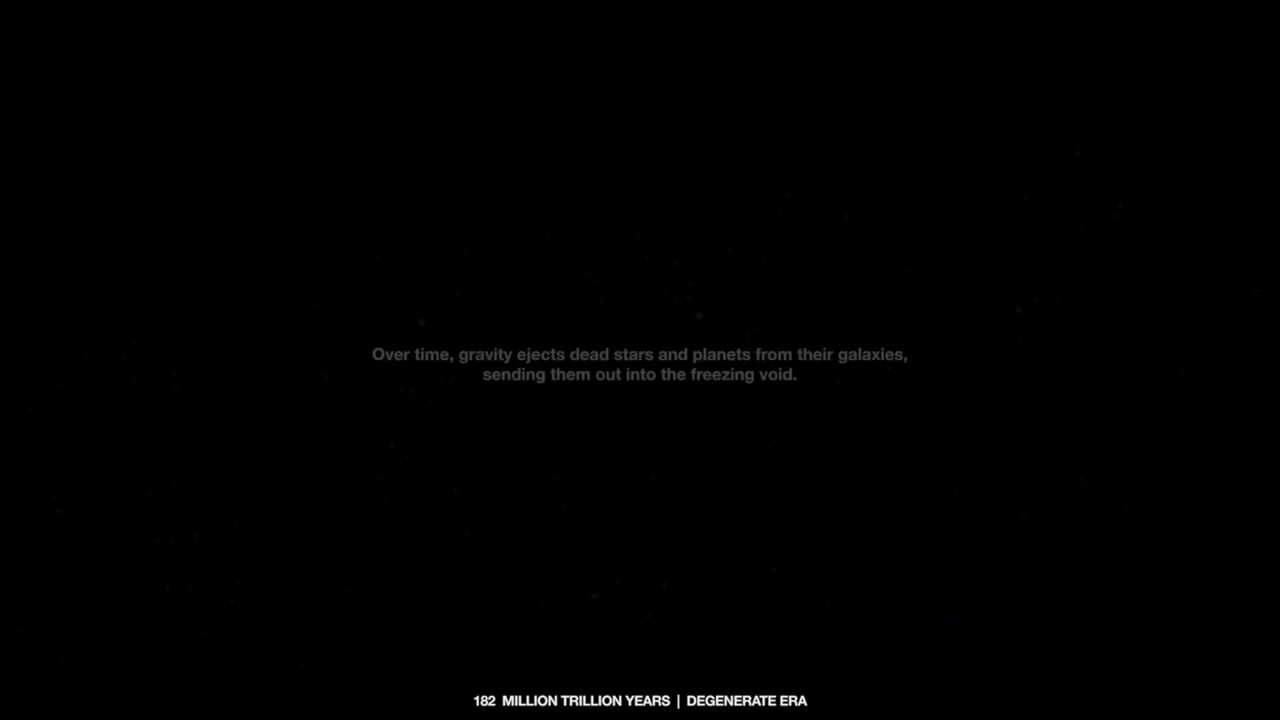 Over time, gravity ejects dead stars and planets from their galaxies,
sending them out into the freezing void.
182 MILLION TRILLION YEARS | DEGENERATE ERA